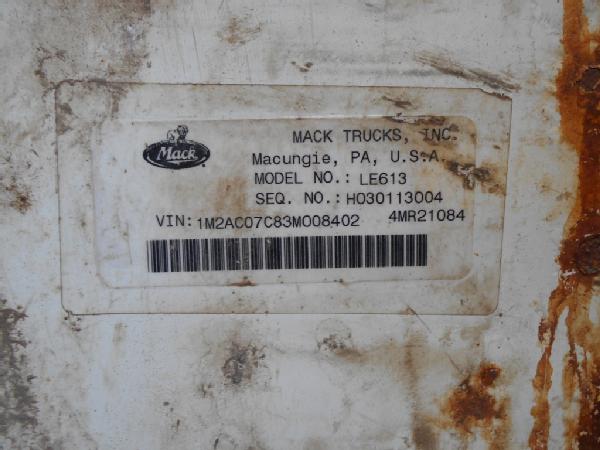 Mack
MACK TRUCKS, INC.
Macungie, PA, U.S.A.
MODEL NO.: LE613
SEQ. NO.: H030113004
VIN: 1M2AC07C83M008402 4MR21084